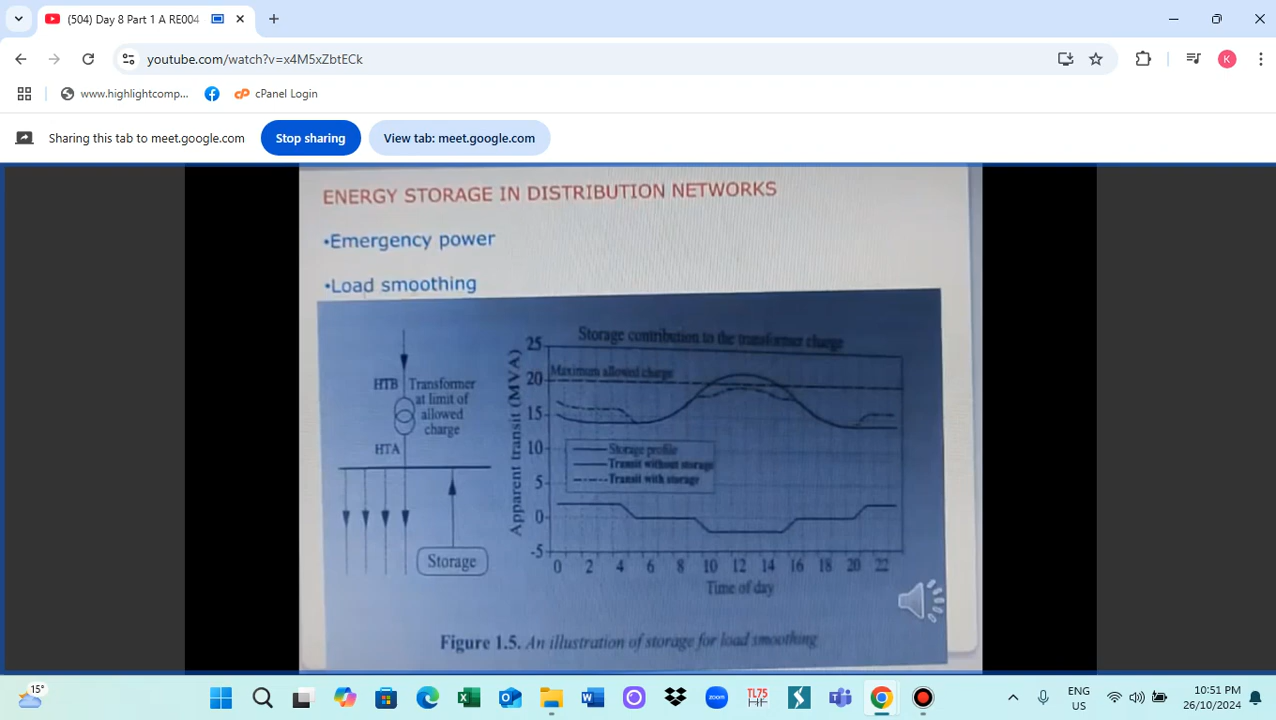 (504) Day 8 Part 1 A RE004
youtube.com/watch?v=x4M5xZbtECk
K
www.highlightcomp...
cPanel Login
Sharing this tab to meet.google.com
Stop sharing
View tab: meet.google.com
ENERGY STORAGE IN DISTRIBUTION NETWORKS
•Emergency power
•Load smoothing
HTB
Transformer
at limit of
allowed
charge
HTA
Storage
Storage contribution to the transformer charge
Apparent transit (MVA)
25
20
15
10
5
0
-5
Maximum allowed charge
Storage profile
Transit without storage
Transit with storage
0 2 4 6 8 10 12 14 16 18 20 22
Time of day
Figure 1.5. An illustration of storage for load smoothing
15°
zoom
TL75
ENG
US
10:51 PM
26/10/2024